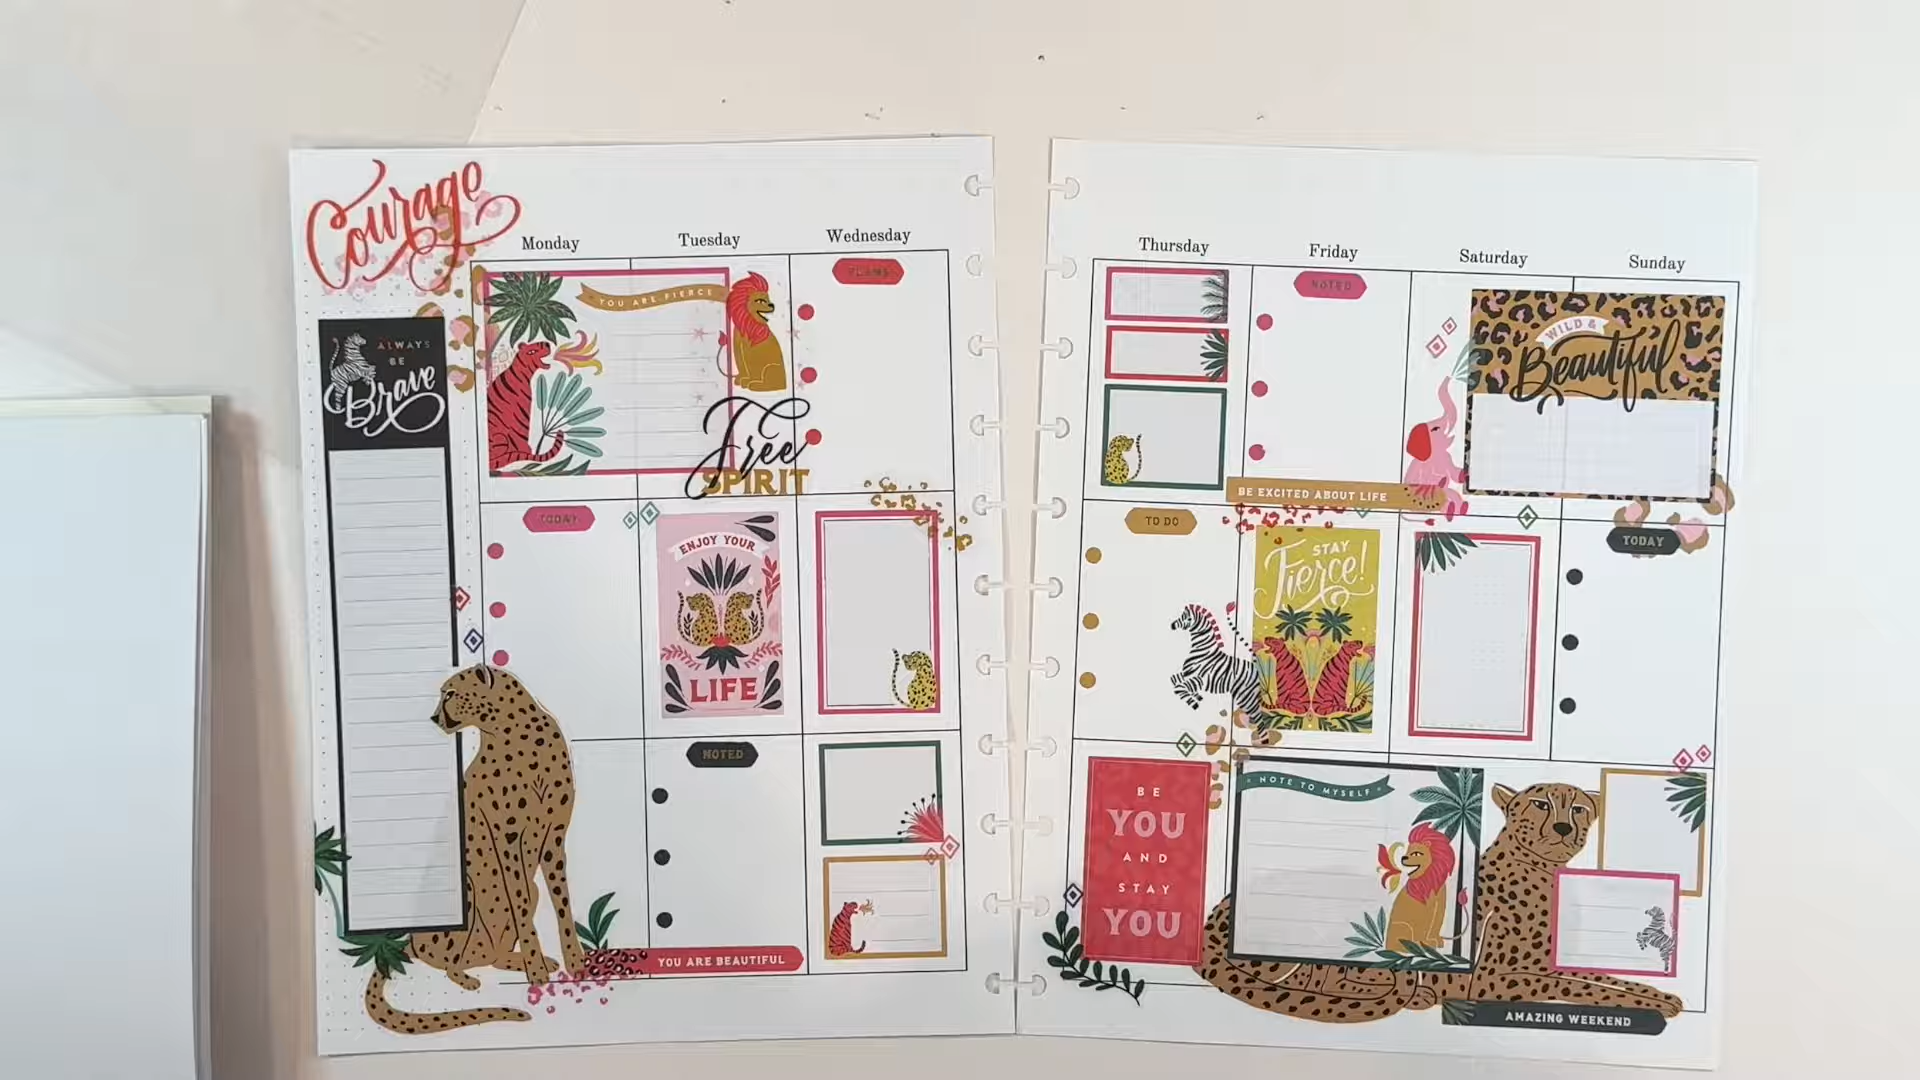 Courage
Monday
Tuesday
Wednesday
ALWAYS
BE
Brave
YOU ARE FIERCE
PLANS
Free
SPIRIT
TODAY
ENJOY YOUR
LIFE
NOTED
YOU ARE BEAUTIFUL
Thursday
Friday
Saturday
Sunday
NOTED
WILD &
Beautiful
BE EXCITED ABOUT LIFE
TO DO
STAY
Fierce!
TODAY
BE
YOU
AND
STAY
YOU
NOTE TO MYSELF
AMAZING WEEKEND